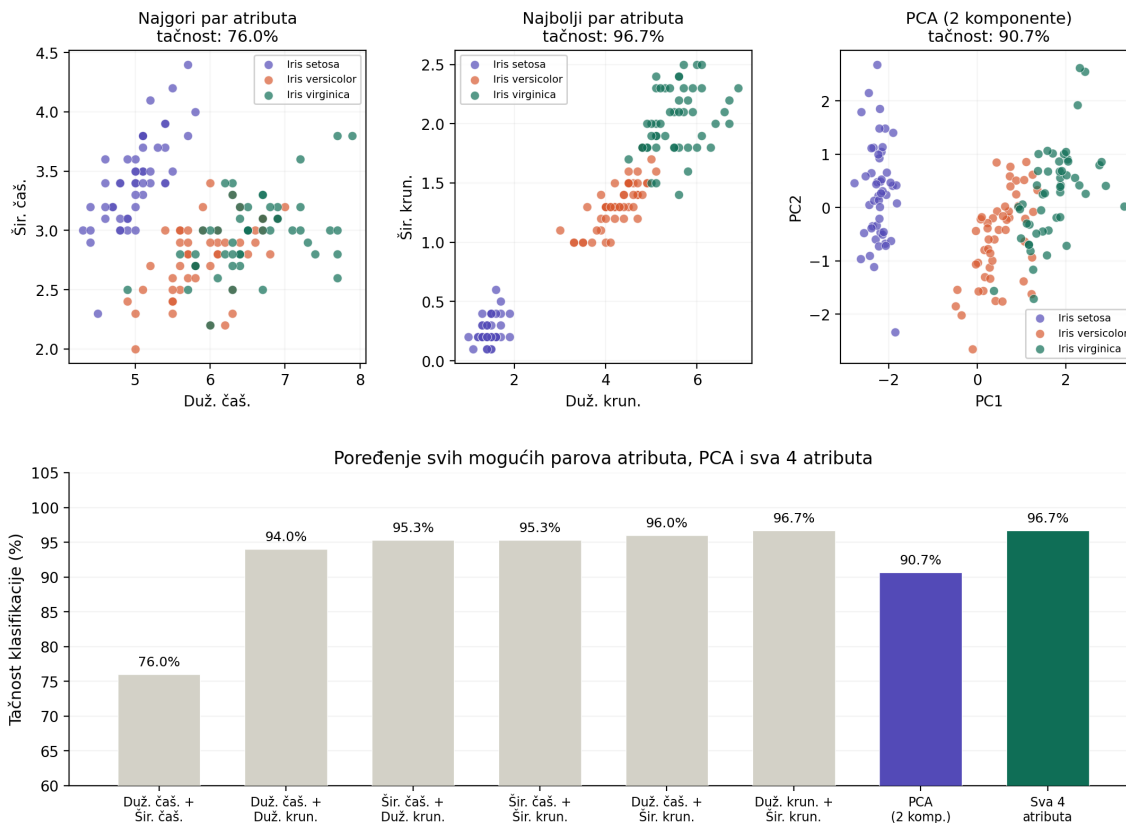 Najgori par atributa
tačnost: 76.0%
4.5
4.0
3.5
3.0
2.5
2.0
Šir. čaš.
Iris setosa
Iris versicolor
Iris virginica
5
6
7
8
Duž. čaš.
Najbolji par atributa
tačnost: 96.7%
2.5
2.0
1.5
1.0
0.5
0.0
Šir. krun.
Iris setosa
Iris versicolor
Iris virginica
2
4
6
Duž. krun.
PCA (2 komponente)
tačnost: 90.7%
2
1
0
−1
−2
PC2
Iris setosa
Iris versicolor
Iris virginica
−2
0
2
PC1
Poređenje svih mogućih parova atributa, PCA i sva 4 atributa
105
100
95
90
85
80
75
70
65
60
Tačnost klasifikacije (%)
76.0%
94.0%
95.3%
95.3%
96.0%
96.7%
90.7%
96.7%
Duž. čaš. +
Šir. čaš.
Duž. čaš. +
Duž. krun.
Šir. čaš. +
Duž. krun.
Šir. čaš. +
Šir. krun.
Duž. čaš. +
Šir. krun.
Duž. krun. +
Šir. krun.
PCA
(2 komp.)
Sva 4
atributa